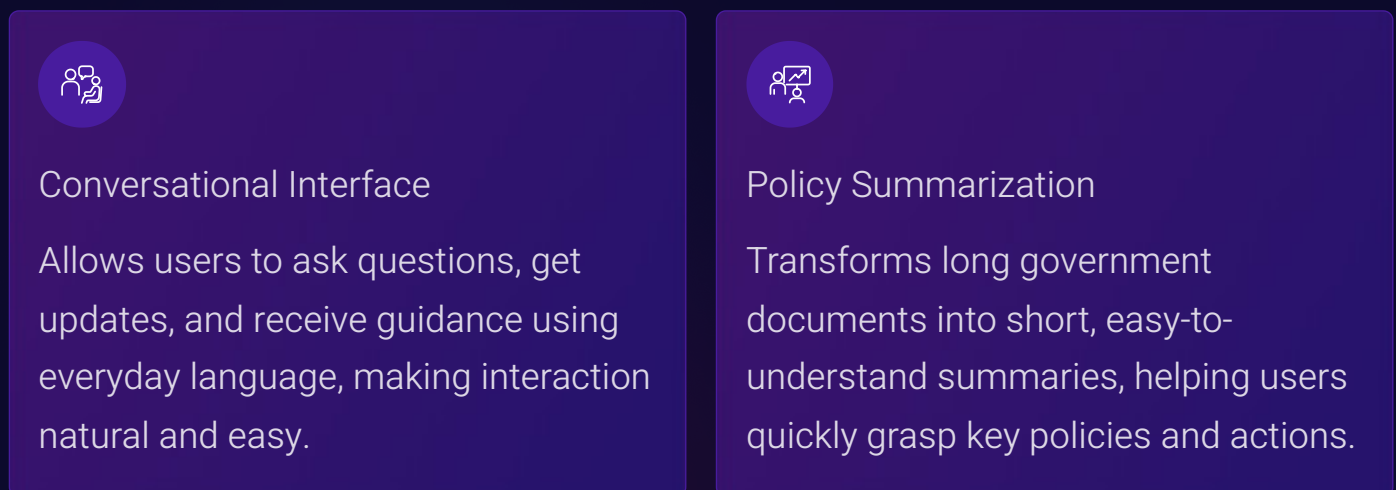 Conversational Interface
Allows users to ask questions, get
updates, and receive guidance using
everyday language, making interaction
natural and easy.
Policy Summarization
Transforms long government
documents into short, easy-to-
understand summaries, helping users
quickly grasp key policies and actions.